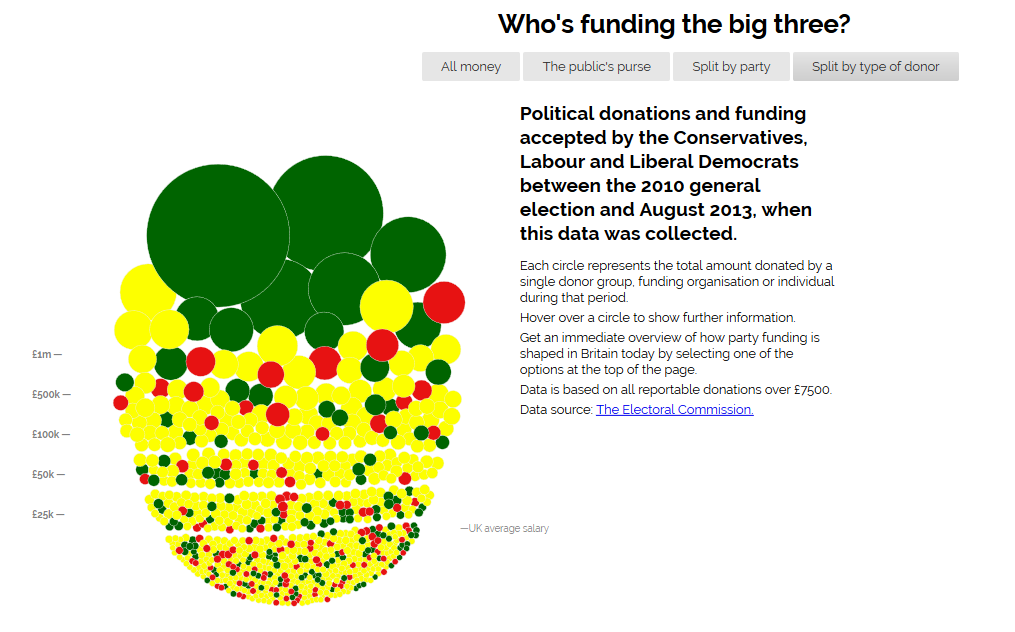 Who's funding the big three?
All money
The public's purse
Split by party
Split by type of donor
Political donations and funding
accepted by the Conservatives,
Labour and Liberal Democrats
between the 2010 general
election and August 2013, when
this data was collected.
Each circle represents the total amount donated by a
single donor group, funding organisation or individual
during that period.
Hover over a circle to show further information.
Get an immediate overview of how party funding is
shaped in Britain today by selecting one of the
options at the top of the page.
Data is based on all reportable donations over £7500.
Data source: The Electoral Commission.
£1m —
£500k —
£100k —
£50k —
£25k —
—UK average salary